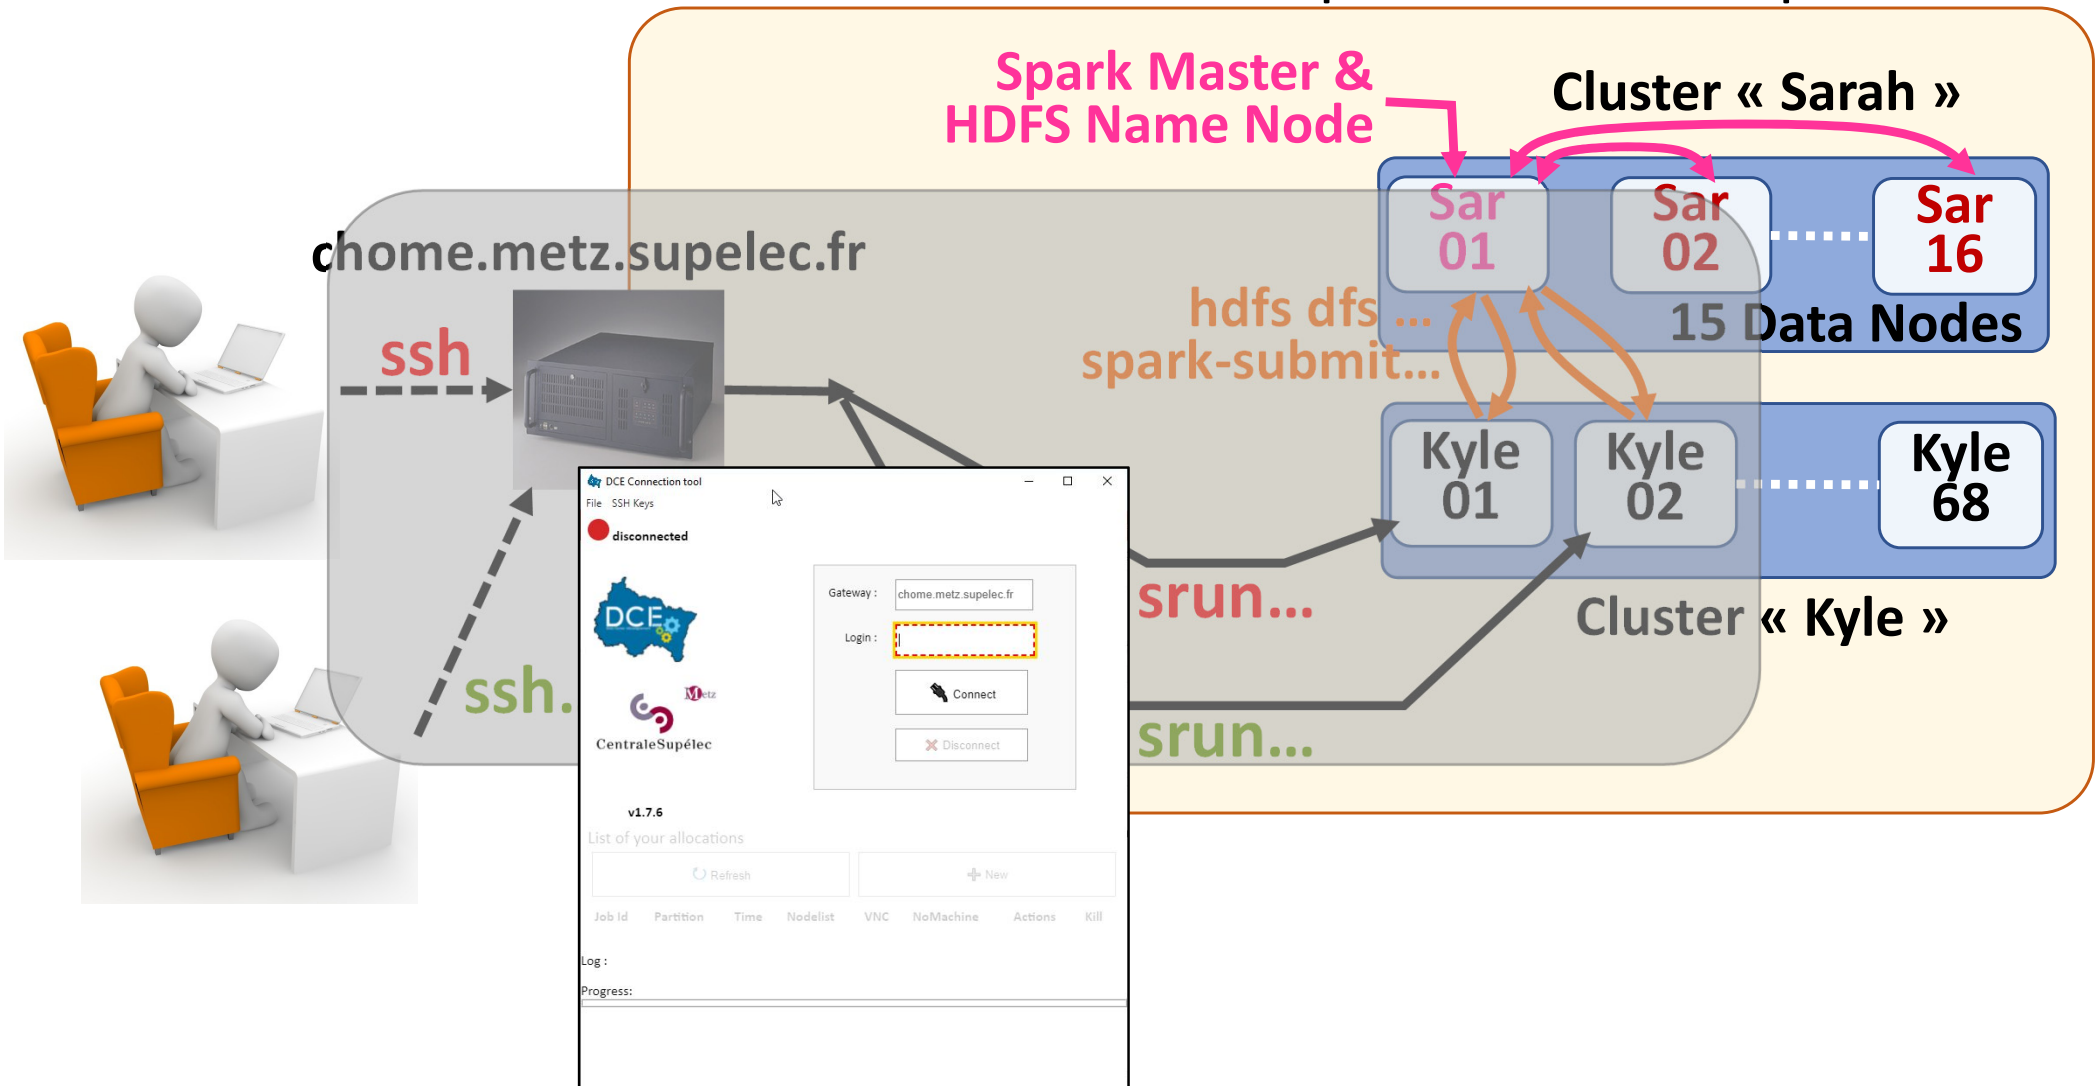 Spark Master &
HDFS Name Node
Cluster « Sarah »
Sar
01
Sar
02
Sar
16
15 Data Nodes
chome.metz.supelec.fr
ssh
hdfs dfs ...
spark-submit...
Kyle
01
Kyle
02
Kyle
68
Cluster « Kyle »
srun...
ssh.
srun...
DCE Connection tool
File SSH Keys
disconnected
DCE
Gateway :
chome.metz.supelec.fr
Login :
Connect
Disconnect
Metz
CentraleSupélec
v1.7.6
List of your allocations
Refresh
New
Job Id Partition Time Nodelist VNC NoMachine Actions Kill
Log :
Progress: